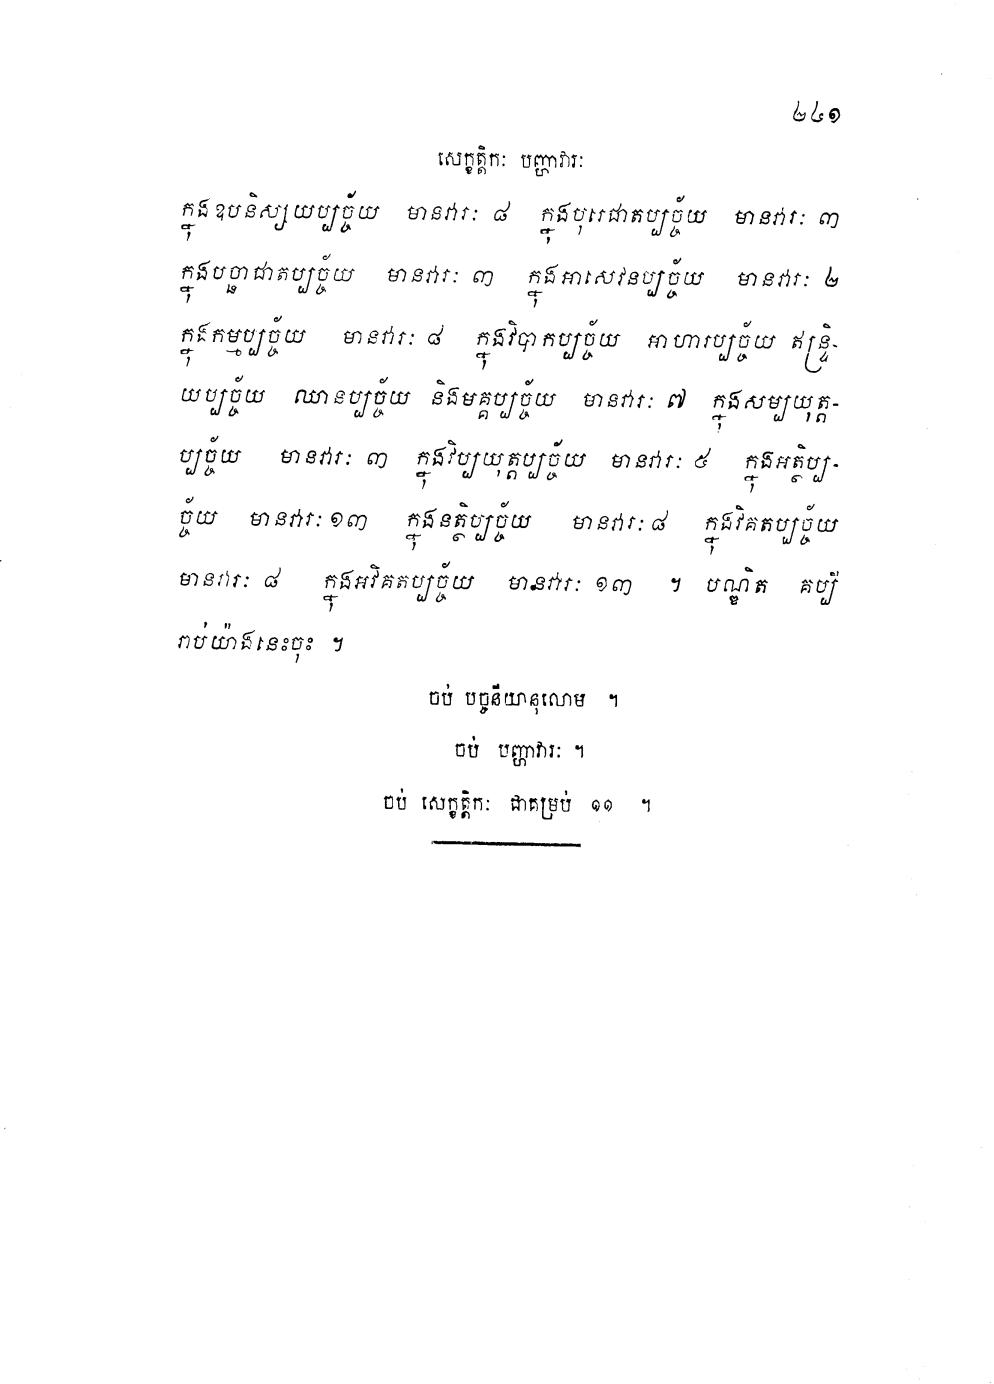 ២៤១
សេក្ខត្តិកៈ បញ្ហាវារៈ
ក្នុងឧបនិស្សយប្បច្ច័យ មានវារៈ ៨ ក្នុងបុរេជាតប្បច្ច័យ មានវារៈ ៣
ក្នុងបច្ឆាជាតប្បច្ច័យ មានវារៈ ៣ ក្នុងអាសេវនប្បច្ច័យ មានវារៈ ២
ក្នុងកម្មប្បច្ច័យ មានវារៈ ៨ ក្នុងវិបាកប្បច្ច័យ អាហារប្បច្ច័យ ឥន្ទ្រិ-
យប្បច្ច័យ ឈានប្បច្ច័យ និងមគ្គប្បច្ច័យ មានវារៈ ៧ ក្នុងសម្បយុត្ត-
ប្បច្ច័យ មានវារៈ ៣ ក្នុងវិប្បយុត្តប្បច្ច័យ មានវារៈ ៥ ក្នុងអត្ថិប្ប-
ច្ច័យ មានវារៈ ១៣ ក្នុងនត្ថិប្បច្ច័យ មានវារៈ ៨ ក្នុងវិគតប្បច្ច័យ
មានវារៈ ៨ ក្នុងអវិគតប្បច្ច័យ មានវារៈ ១៣ ។ បណ្ឌិត គប្បី
រាប់យ៉ាងនេះចុះ ។
ចប់ បច្ចនីយានុលោម ។
ចប់ បញ្ហាវារៈ ។
ចប់ សេក្ខត្តិកៈ ជាគម្រប់ ១១ ។